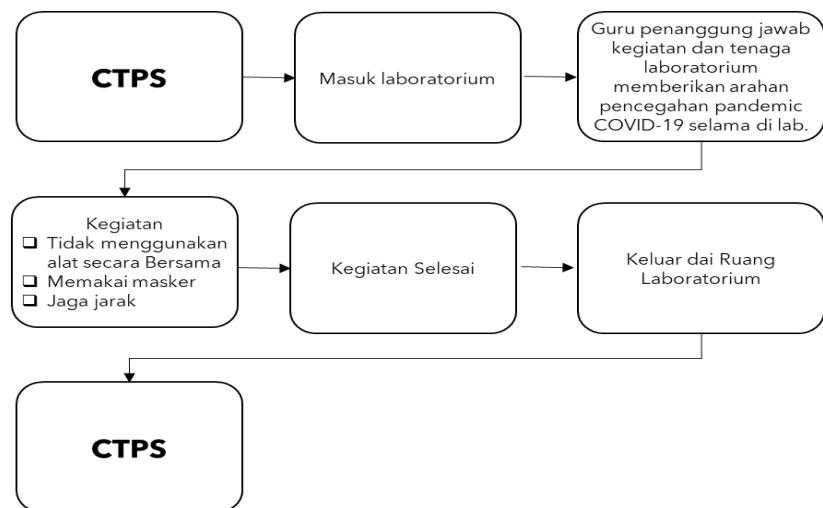 CTPS
Masuk laboratorium
Guru penanggung jawab
kegiatan dan tenaga
laboratorium
memberikan arahan
pencegahan pandemic
COVID-19 selama di lab.
Kegiatan
❑ Tidak menggunakan
alat secara Bersama
❑ Memakai masker
❑ Jaga jarak
Kegiatan Selesai
Keluar dai Ruang
Laboratorium
CTPS